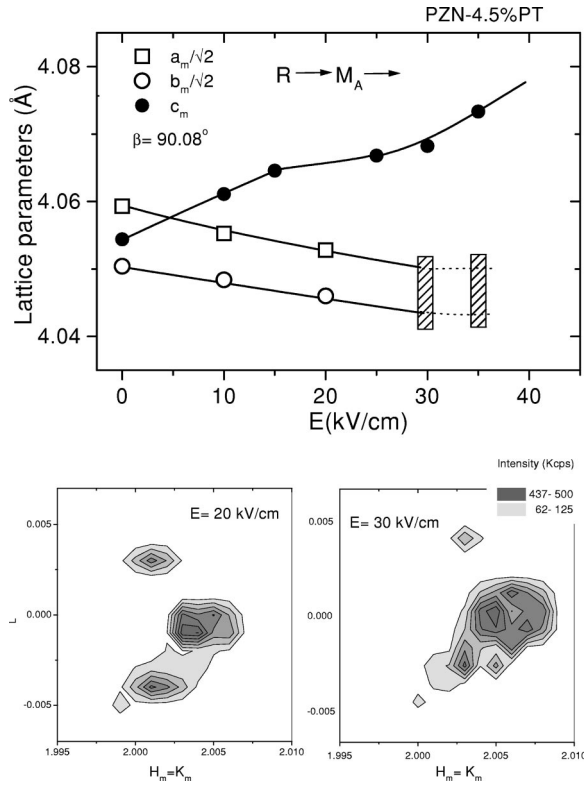 PZN-4.5%PT
4.08
4.06
4.04
Lattice parameters (Å)
a_m/√2
b_m/√2
c_m
β= 90.08°
R → M_A →
0 10 20 30 40
E(kV/cm)
Intensity (Kcps)
437- 500
62- 125
E= 20 kV/cm
0.005
0.000
-0.005
L
1.995 2.000 2.005 2.010
H_m=K_m
E= 30 kV/cm
0.005
0.000
-0.005
1.995 2.000 2.005 2.010
H_m= K_m